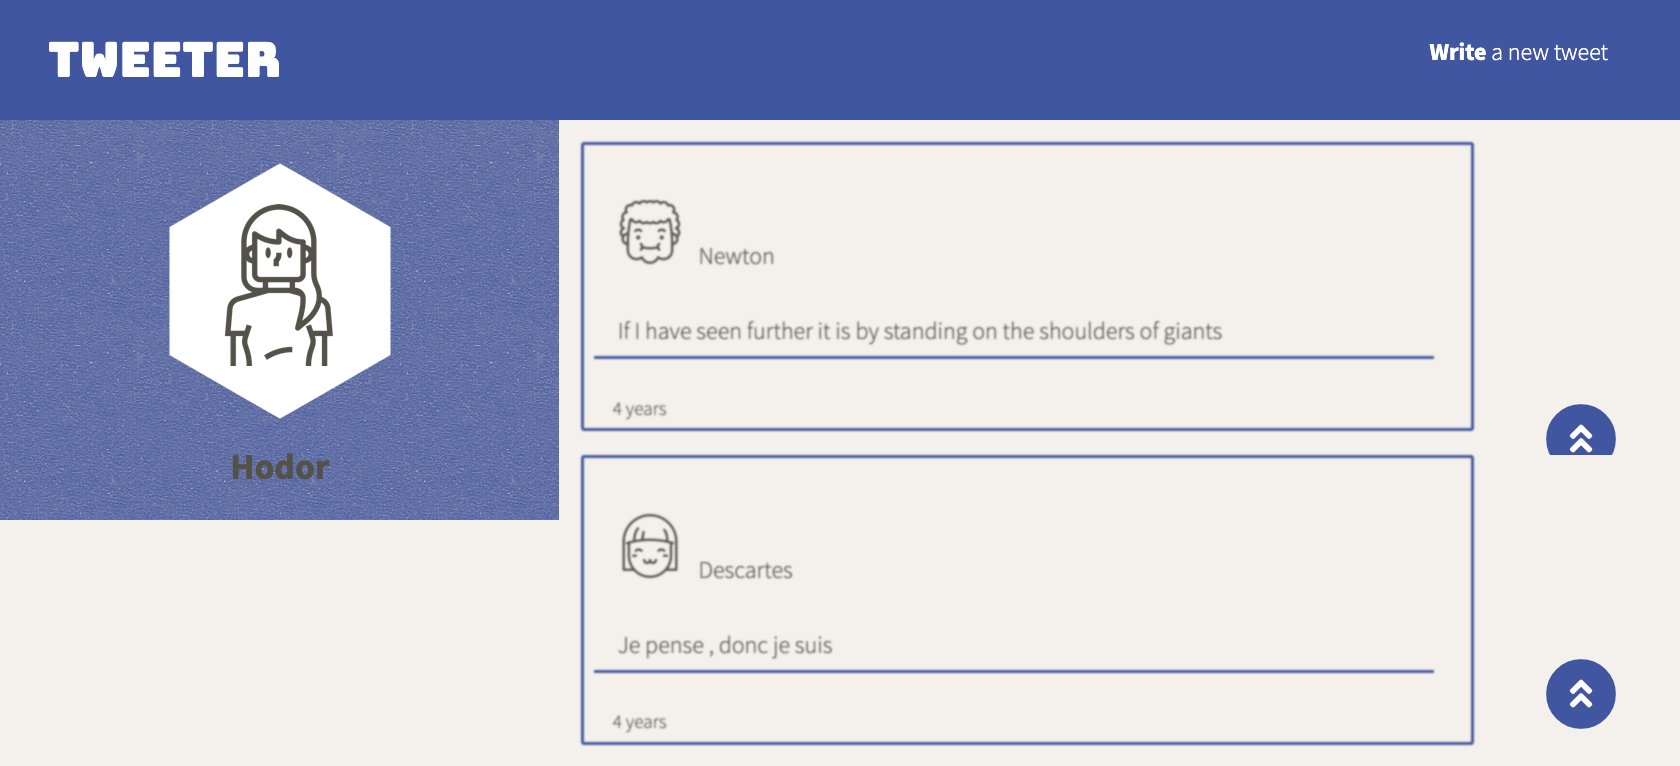 TWEETER
Write a new tweet
Hodor
Newton
If I have seen further it is by standing on the shoulders of giants
4 years
Descartes
Je pense , donc je suis
4 years